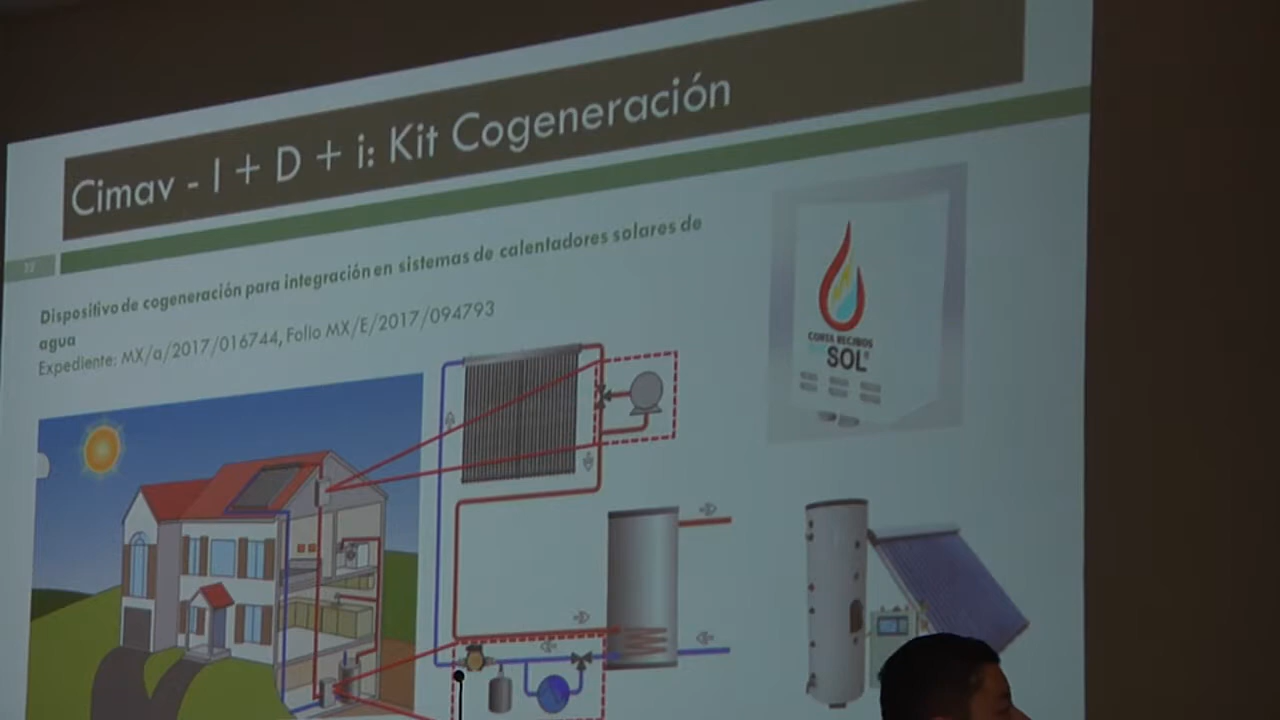 Cimav - I + D + i: Kit Cogeneración
Dispositivo de cogeneración para integración en sistemas de calentadores solares de
agua
Expediente: MX/a/2017/016744, Folio MX/E/2017/094793
CORTA RECIBOS
SOL®